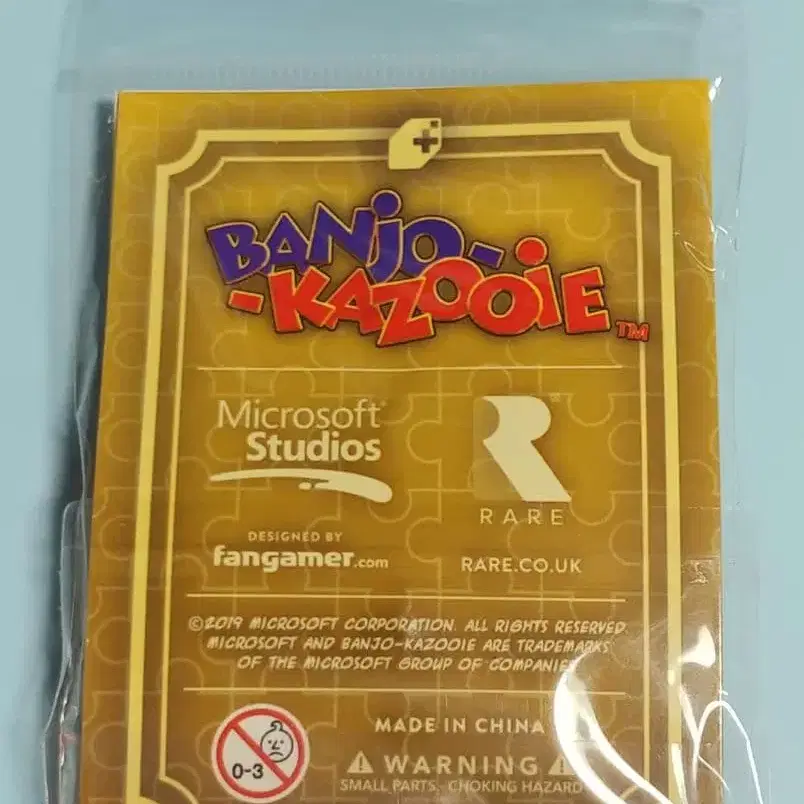 BANJO-
-KAZOOIE™
Microsoft®
Studios
RARE
DESIGNED BY
fangamer.com
RARE.CO.UK
©2019 MICROSOFT CORPORATION. ALL RIGHTS RESERVED.
MICROSOFT AND BANJO-KAZOOIE ARE TRADEMARKS
OF THE MICROSOFT GROUP OF COMPANIES
0-3
MADE IN CHINA
WARNING
SMALL PARTS. CHOKING HAZARD